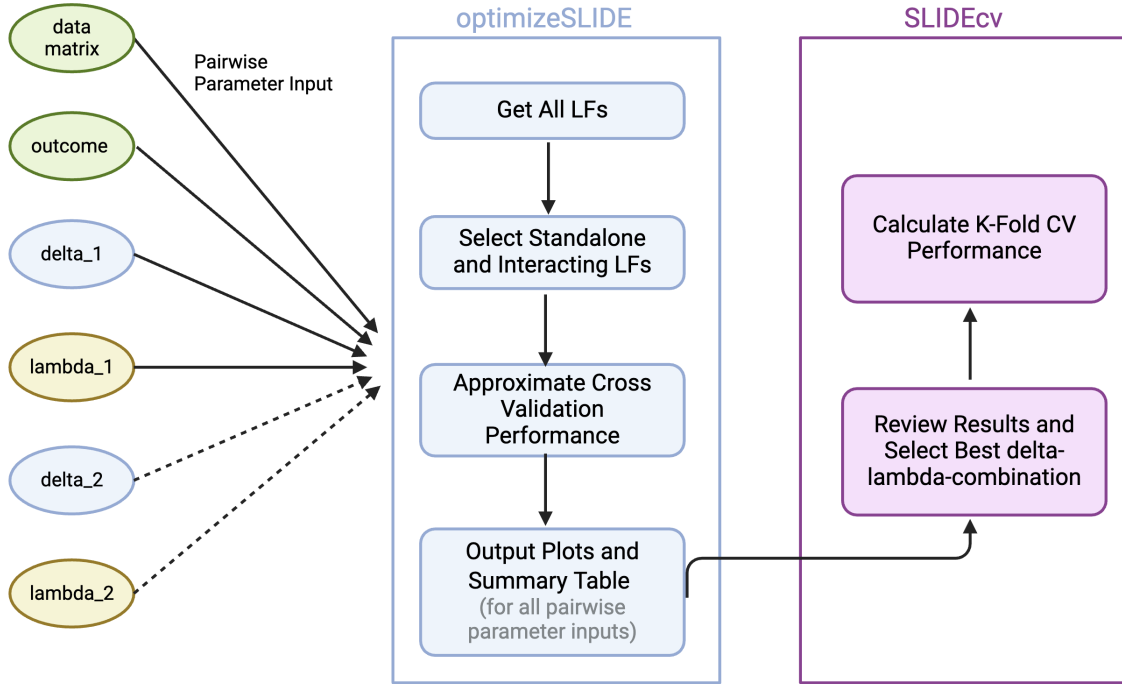 optimizeSLIDE
SLIDEcv
data
matrix
Pairwise
Parameter Input
outcome
delta_1
lambda_1
delta_2
lambda_2
Get All LFs
Select Standalone
and Interacting LFs
Approximate Cross
Validation
Performance
Output Plots and
Summary Table
(for all pairwise
parameter inputs)
Calculate K-Fold CV
Performance
Review Results and
Select Best delta-
lambda-combination